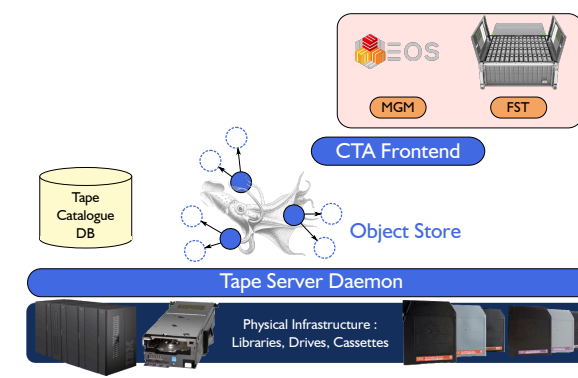 EOS
MGM
FST
CTA Frontend
Tape
Catalogue
DB
Object Store
Tape Server Daemon
Physical Infrastructure :
Libraries, Drives, Cassettes